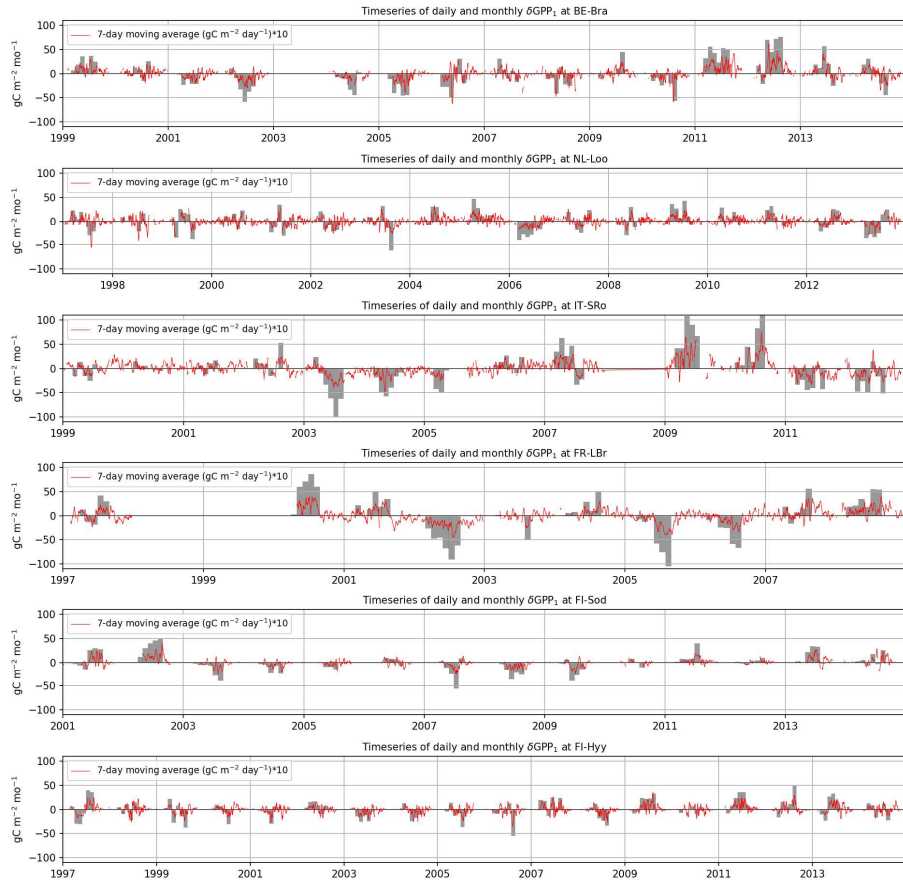 Timeseries of daily and monthly δGPP₁ at BE-Bra
100
7-day moving average (gC m⁻² day⁻¹)*10
50
0
−50
−100
gC m⁻² mo⁻¹
1999 2001 2003 2005 2007 2009 2011 2013
Timeseries of daily and monthly δGPP₁ at NL-Loo
100
7-day moving average (gC m⁻² day⁻¹)*10
50
0
−50
−100
gC m⁻² mo⁻¹
1998 2000 2002 2004 2006 2008 2010 2012
Timeseries of daily and monthly δGPP₁ at IT-SRo
100
7-day moving average (gC m⁻² day⁻¹)*10
50
0
−50
−100
gC m⁻² mo⁻¹
1999 2001 2003 2005 2007 2009 2011
Timeseries of daily and monthly δGPP₁ at FR-LBr
100
7-day moving average (gC m⁻² day⁻¹)*10
50
0
−50
−100
gC m⁻² mo⁻¹
1997 1999 2001 2003 2005 2007
Timeseries of daily and monthly δGPP₁ at FI-Sod
100
7-day moving average (gC m⁻² day⁻¹)*10
50
0
−50
−100
gC m⁻² mo⁻¹
2001 2003 2005 2007 2009 2011 2013
Timeseries of daily and monthly δGPP₁ at FI-Hyy
100
7-day moving average (gC m⁻² day⁻¹)*10
50
0
−50
−100
gC m⁻² mo⁻¹
1997 1999 2001 2003 2005 2007 2009 2011 2013